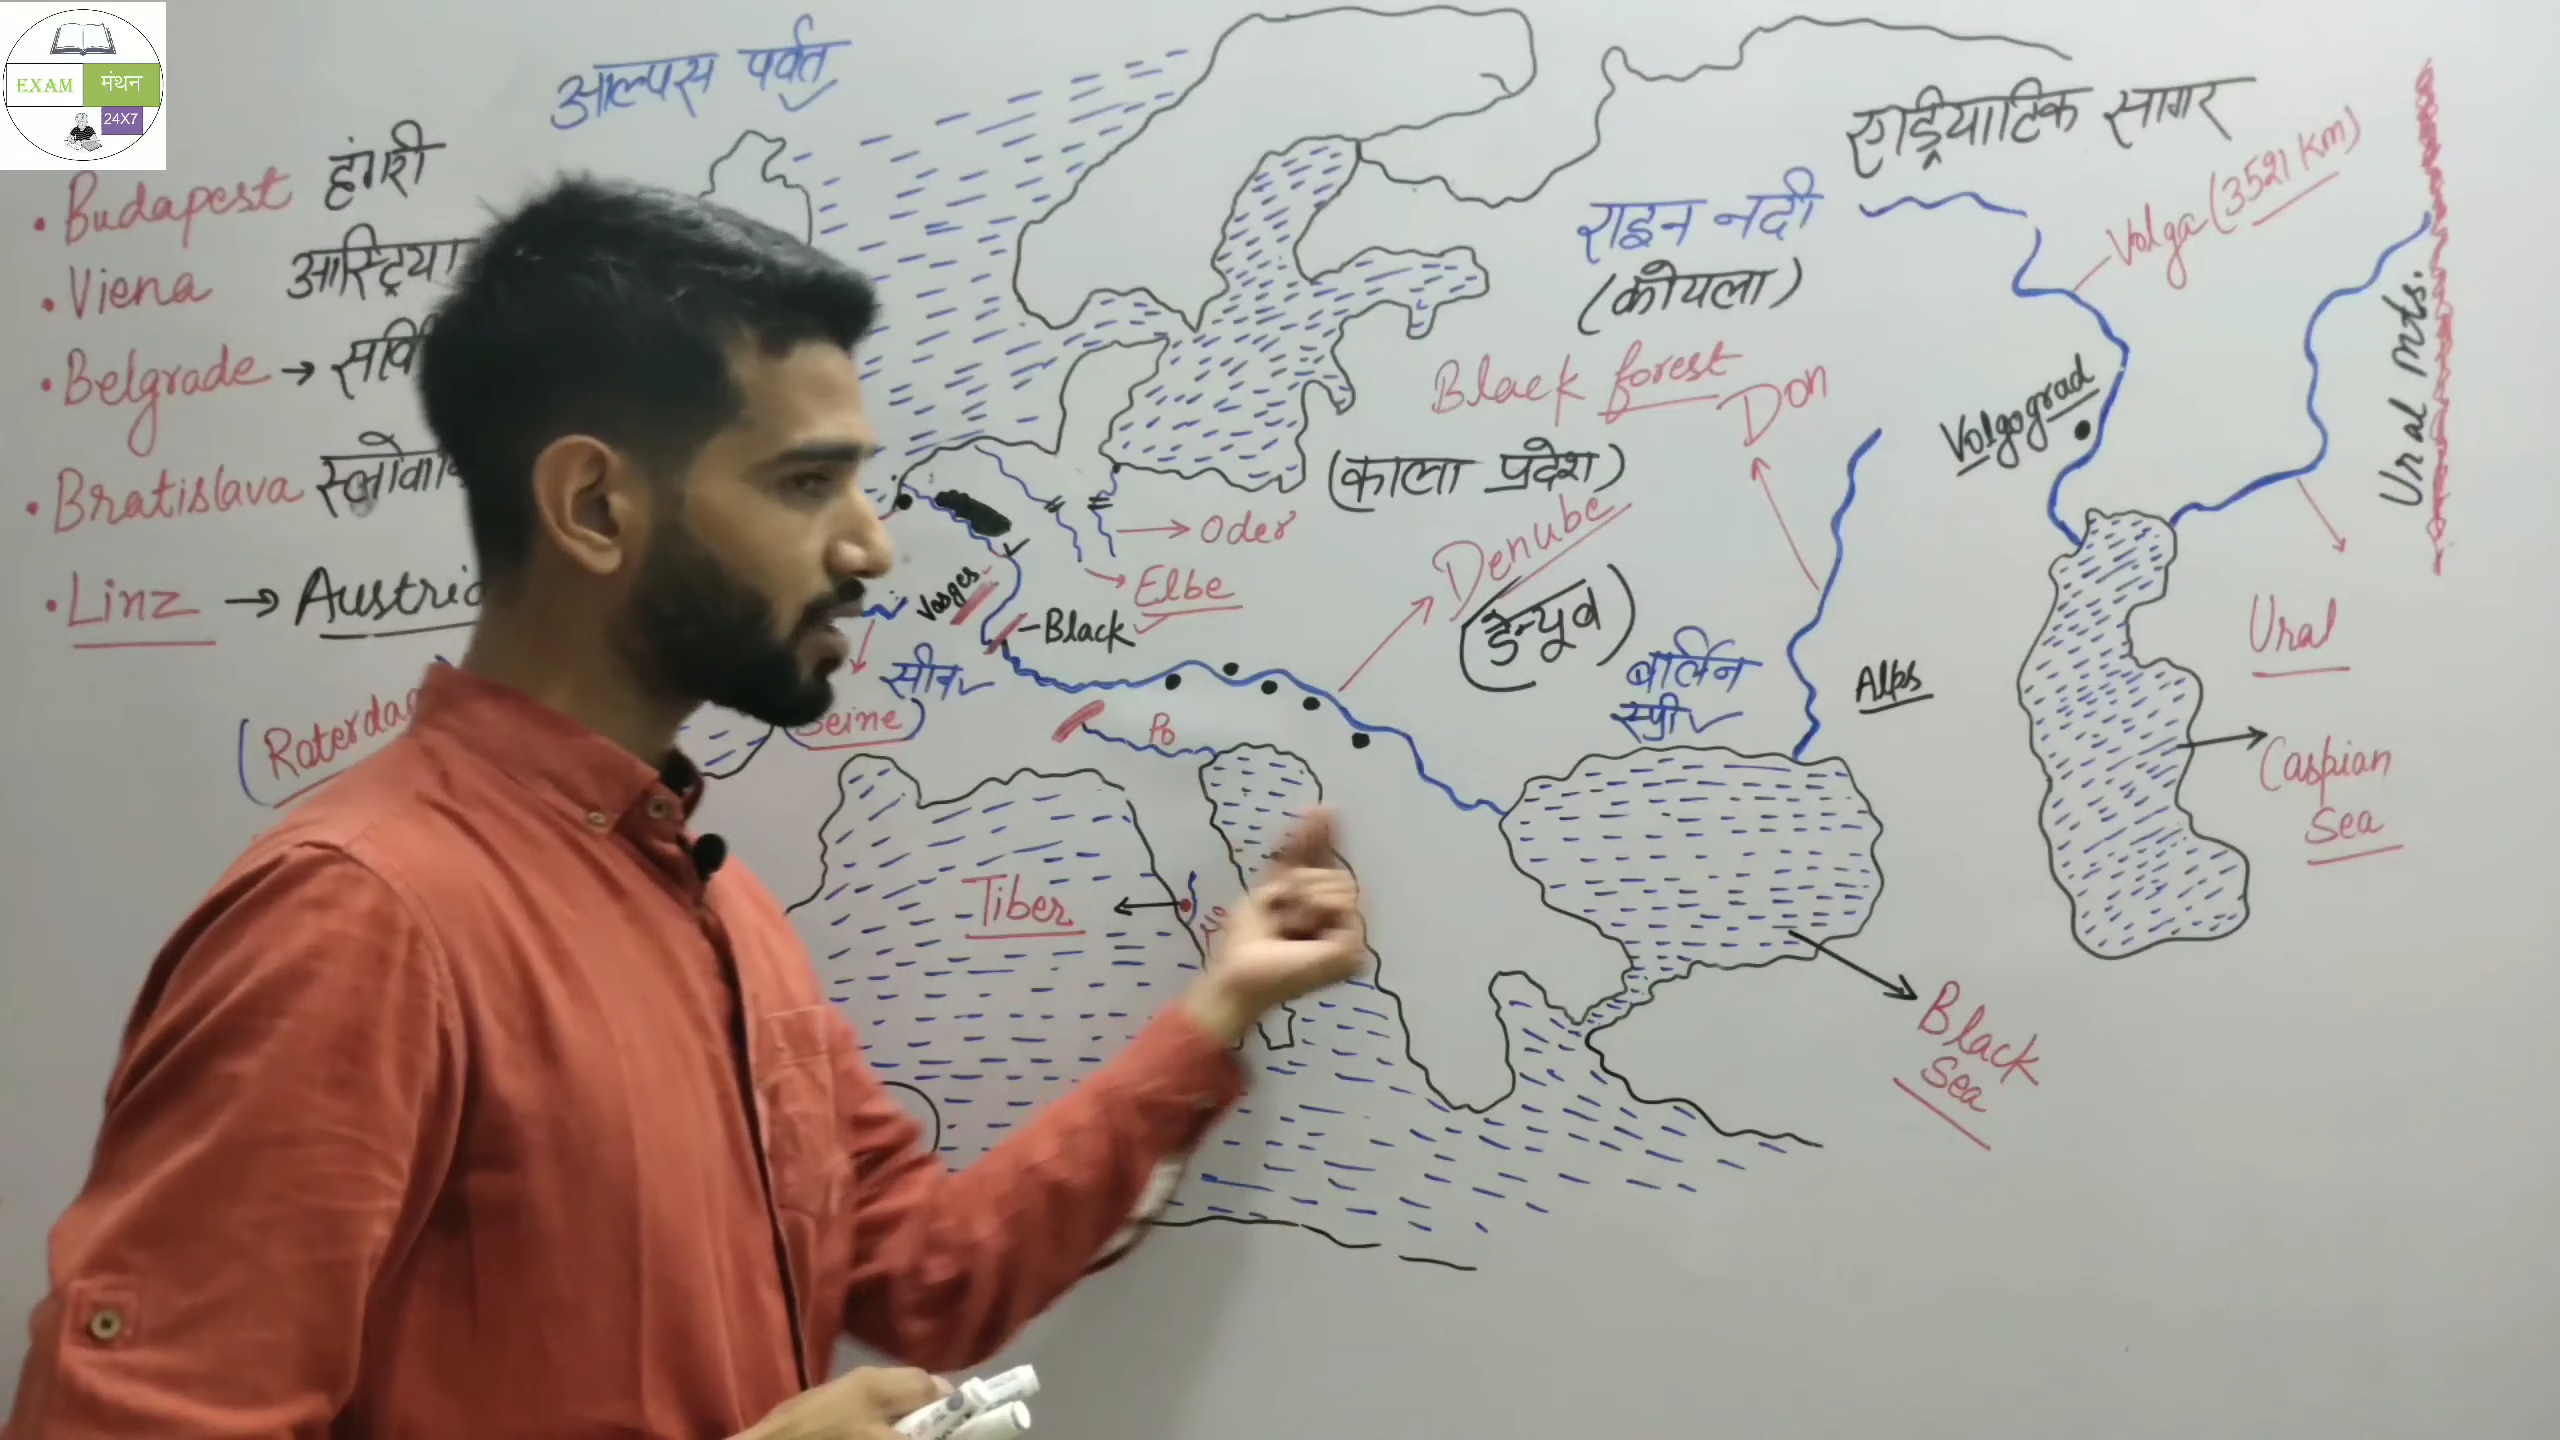 EXAM मंथन
24X7
आल्पस पर्वत
• Budapest हंगरी
• Viena आस्ट्रिया
• Belgrade →
• Bratislava
• Linz →
एड्रियाटिक सागर
Volga (3521 Km)
राइन नदी
(कोयला)
Black forest
(काला प्रदेश)
Don
Volgograd
Ural mts.
Oder
Elbe
Denube
(डेन्यूब)
Vosges
Black
सीन
(Seine)
Po
बर्लिन
स्प्री
Alps
Ural
Caspian
Sea
Tiber
Black
Sea